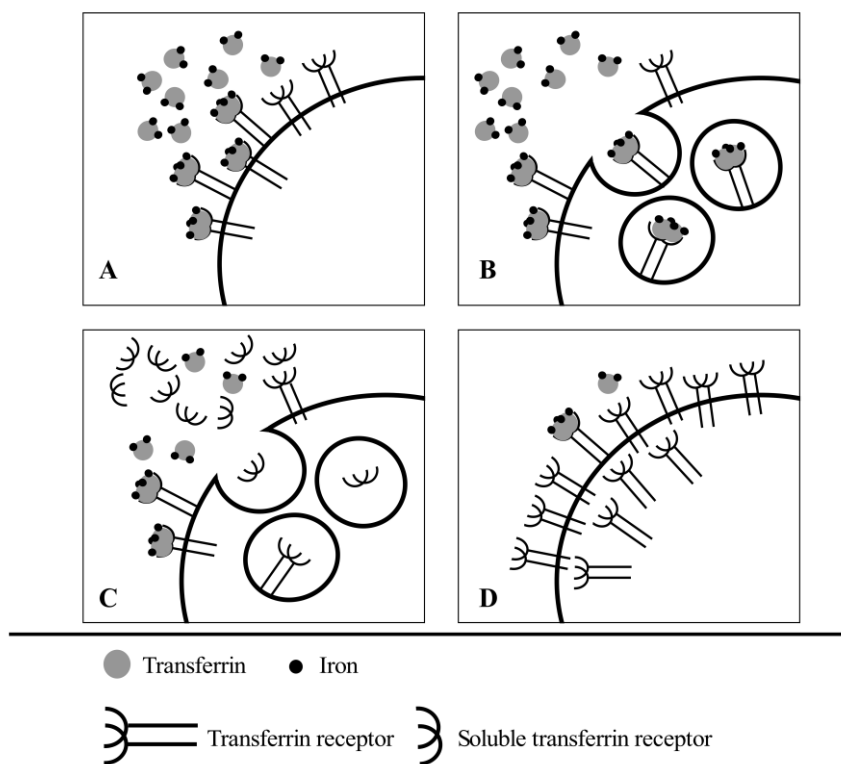 A
B
C
D
Transferrin
Iron
Transferrin receptor
Soluble transferrin receptor